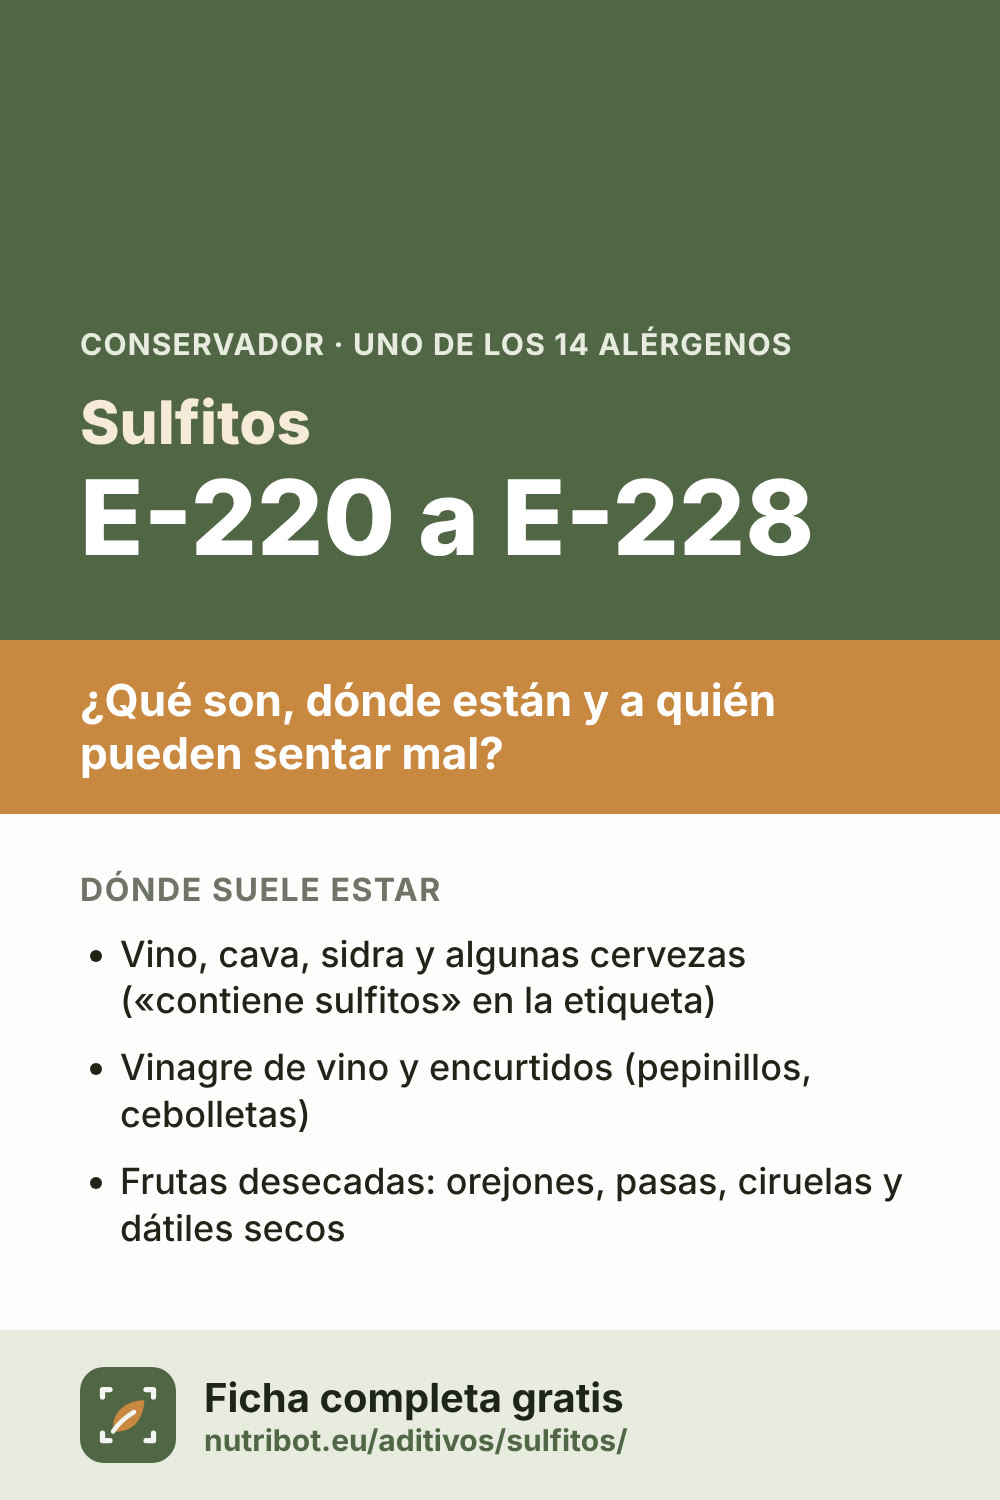 CONSERVADOR · UNO DE LOS 14 ALÉRGENOS
Sulfitos
E-220 a E-228
¿Qué son, dónde están y a quién
pueden sentar mal?
DÓNDE SUELE ESTAR
• Vino, cava, sidra y algunas cervezas
(«contiene sulfitos» en la etiqueta)
• Vinagre de vino y encurtidos (pepinillos,
cebolletas)
• Frutas desecadas: orejones, pasas, ciruelas y
dátiles secos
Ficha completa gratis
nutribot.eu/aditivos/sulfitos/